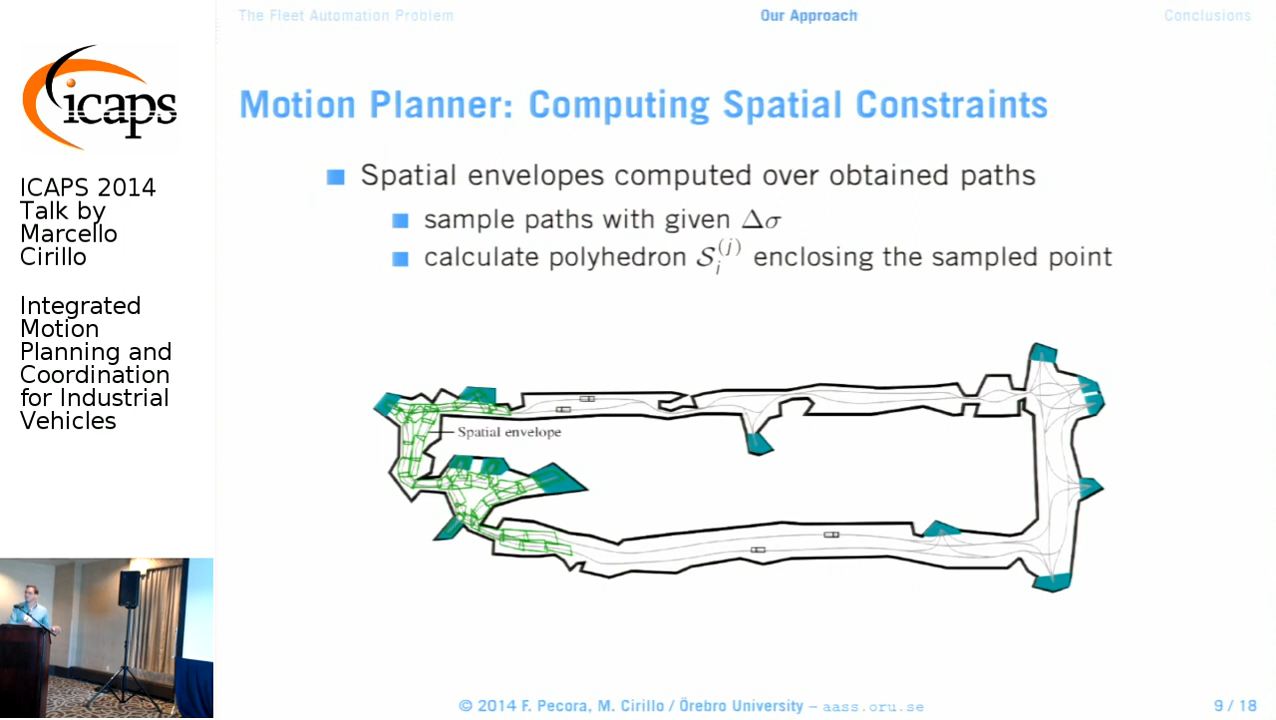 The Fleet Automation Problem
Our Approach
Conclusions
icaps
ICAPS 2014
Talk by
Marcello
Cirillo
Integrated
Motion
Planning and
Coordination
for Industrial
Vehicles
Motion Planner: Computing Spatial Constraints
Spatial envelopes computed over obtained paths
sample paths with given Δσ
calculate polyhedron 𝒮ᵢ⁽ʲ⁾ enclosing the sampled point
Spatial envelope
© 2014 F. Pecora, M. Cirillo / Örebro University – aass.oru.se
9 / 18